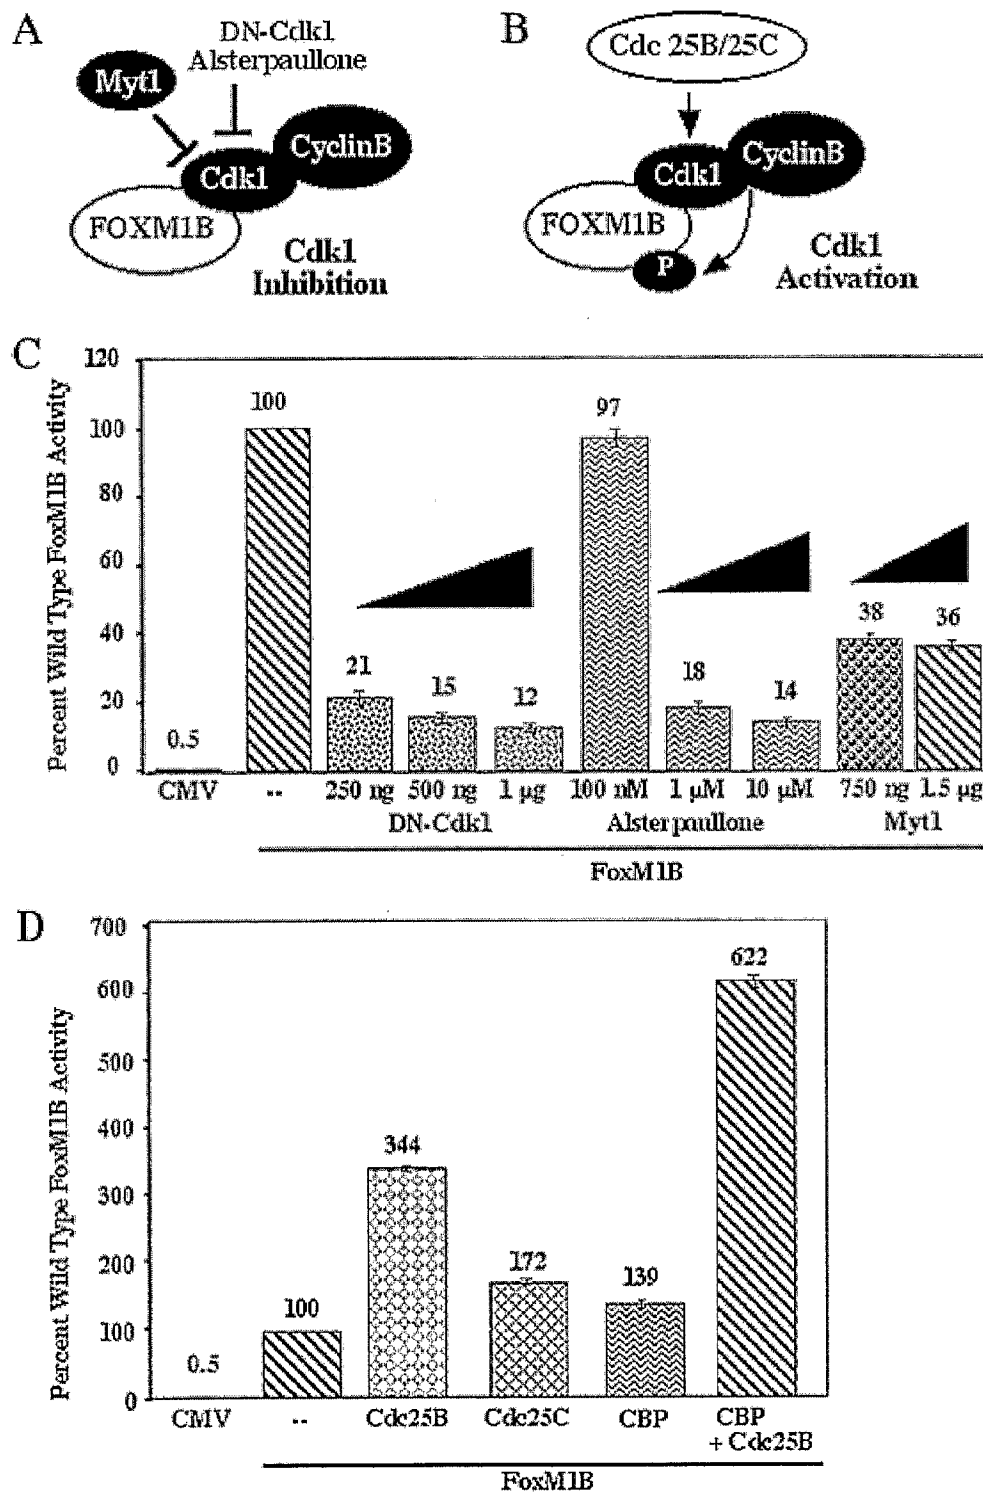 A
DN-Cdk1
Alsterpaullone
Myt1
CyclinB
Cdk1
FOXM1B
Cdk1
Inhibition
B
Cdc 25B/25C
CyclinB
Cdk1
FOXM1B
P
Cdk1
Activation
C
Percent Wild Type FoxM1B Activity
120
100
80
60
40
20
0
0.5
100
21
15
12
97
18
14
38
36
CMV -- 250 ng 500 ng 1 µg 100 nM 1 µM 10 µM 750 ng 1.5 µg
DN-Cdk1 Alsterpaullone Myt1
FoxM1B
D
Percent Wild Type FoxM1B Activity
700
600
500
400
300
200
100
0
0.5
100
344
172
139
622
CMV -- Cdc25B Cdc25C CBP CBP
+ Cdc25B
FoxM1B